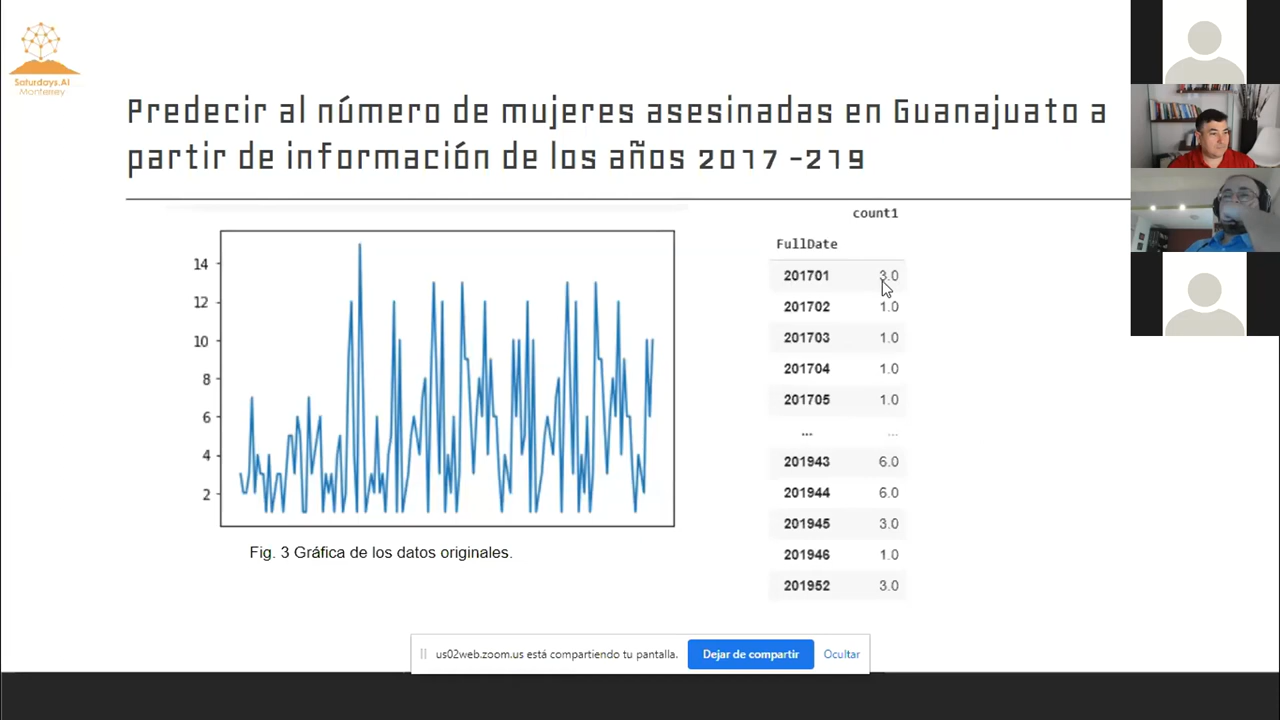 Saturdays.AI
Monterrey
Predecir al número de mujeres asesinadas en Guanajuato a
partir de información de los años 2017 -219
14
12
10
8
6
4
2
Fig. 3 Gráfica de los datos originales.
count1
FullDate
201701 3.0
201702 1.0
201703 1.0
201704 1.0
201705 1.0
... ...
201943 6.0
201944 6.0
201945 3.0
201946 1.0
201952 3.0
us02web.zoom.us está compartiendo tu pantalla. Dejar de compartir Ocultar